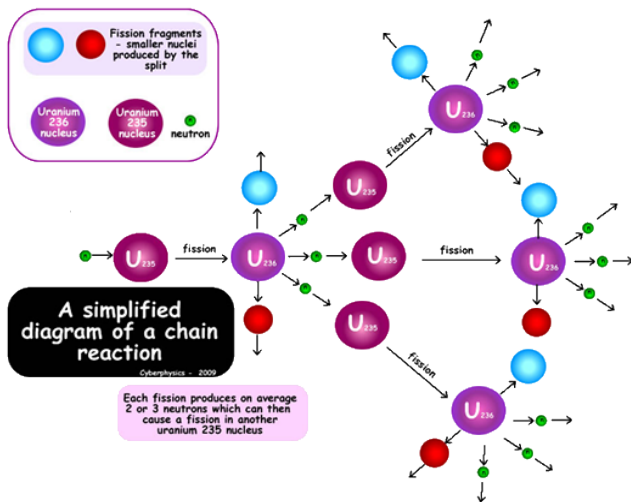 Fission fragments
- smaller nuclei
produced by the
split
Uranium
236
nucleus
Uranium
235
nucleus
n
neutron
n
U235
fission
U236
n
n
n
U235
U235
U235
fission
fission
fission
U236
n
n
n
U236
n
n
n
U236
n
n
n
A simplified
diagram of a chain
reaction
Cyberphysics - 2009
Each fission produces on average
2 or 3 neutrons which can then
cause a fission in another
uranium 235 nucleus